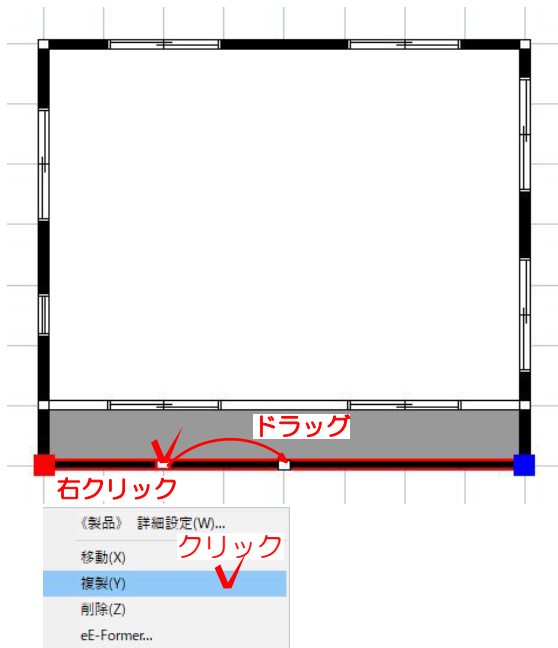 ドラッグ
右クリック
《製品》 詳細設定(W)...
クリック
移動(X)
複製(Y)
削除(Z)
eE-Former...